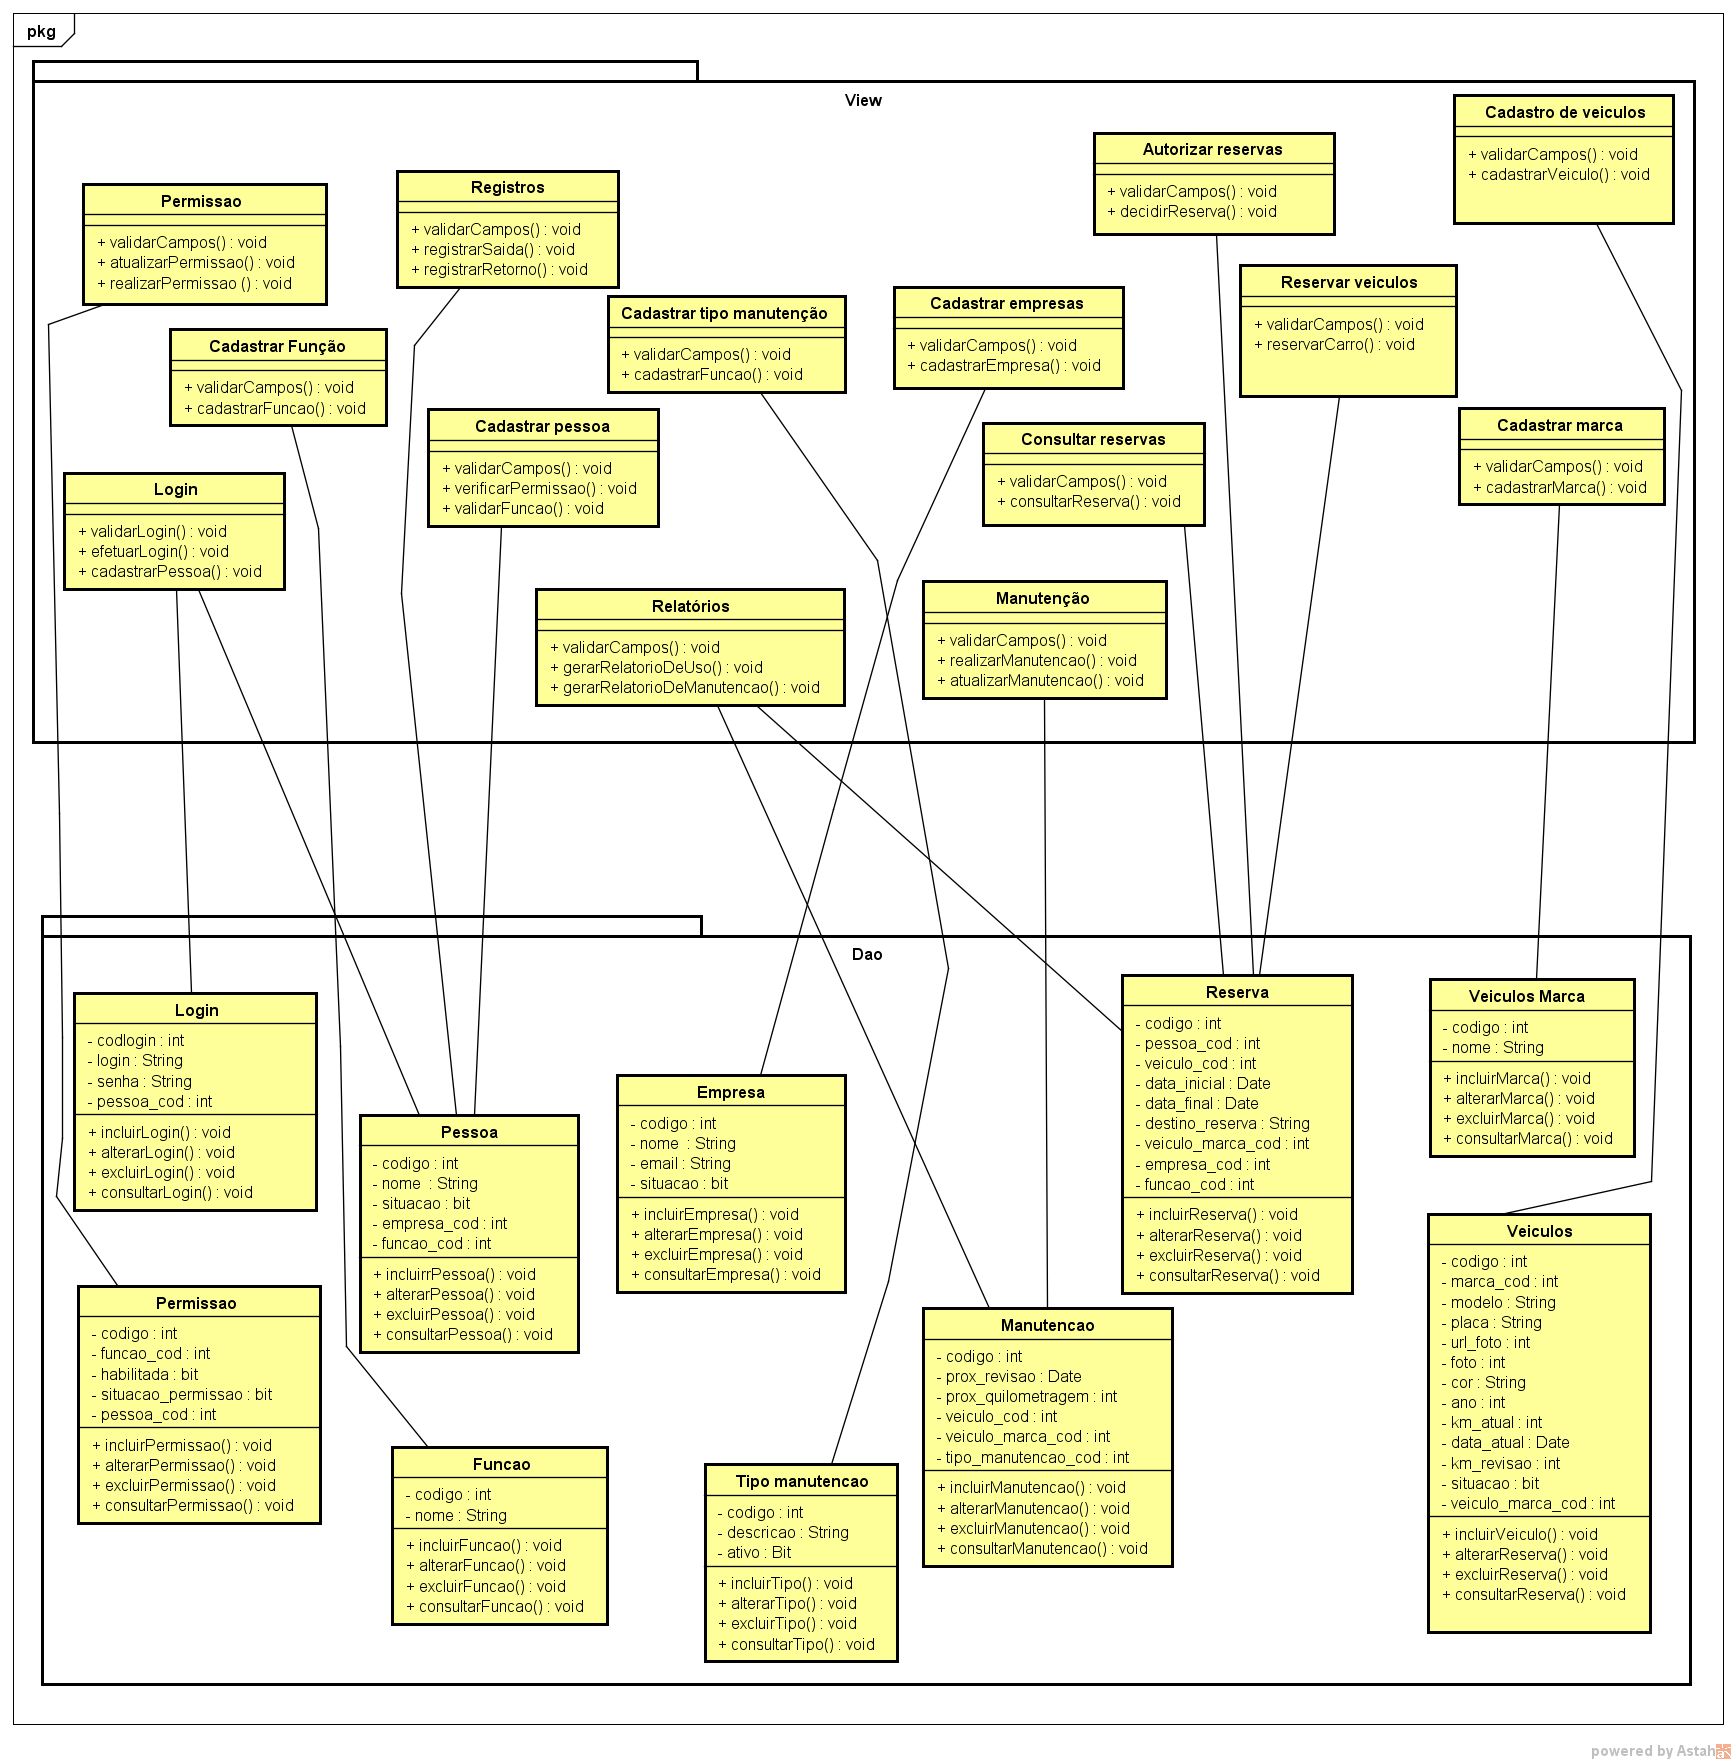 pkg
View
Cadastro de veiculos
+ validarCampos() : void
+ cadastrarVeiculo() : void
Autorizar reservas
+ validarCampos() : void
+ decidirReserva() : void
Registros
+ validarCampos() : void
+ registrarSaida() : void
+ registrarRetorno() : void
Permissao
+ validarCampos() : void
+ atualizarPermissao() : void
+ realizarPermissao () : void
Reservar veiculos
+ validarCampos() : void
+ reservarCarro() : void
Cadastrar empresas
+ validarCampos() : void
+ cadastrarEmpresa() : void
Cadastrar tipo manutenção
+ validarCampos() : void
+ cadastrarFuncao() : void
Cadastrar Função
+ validarCampos() : void
+ cadastrarFuncao() : void
Cadastrar pessoa
+ validarCampos() : void
+ verificarPermissao() : void
+ validarFuncao() : void
Cadastrar marca
+ validarCampos() : void
+ cadastrarMarca() : void
Consultar reservas
+ validarCampos() : void
+ consultarReserva() : void
Login
+ validarLogin() : void
+ efetuarLogin() : void
+ cadastrarPessoa() : void
Manutenção
+ validarCampos() : void
+ realizarManutencao() : void
+ atualizarManutencao() : void
Relatórios
+ validarCampos() : void
+ gerarRelatorioDeUso() : void
+ gerarRelatorioDeManutencao() : void
Dao
Reserva
- codigo : int
- pessoa_cod : int
- veiculo_cod : int
- data_inicial : Date
- data_final : Date
- destino_reserva : String
- veiculo_marca_cod : int
- empresa_cod : int
- funcao_cod : int
+ incluirReserva() : void
+ alterarReserva() : void
+ excluirReserva() : void
+ consultarReserva() : void
Veiculos Marca
- codigo : int
- nome : String
+ incluirMarca() : void
+ alterarMarca() : void
+ excluirMarca() : void
+ consultarMarca() : void
Login
- codlogin : int
- login : String
- senha : String
- pessoa_cod : int
+ incluirLogin() : void
+ alterarLogin() : void
+ excluirLogin() : void
+ consultarLogin() : void
Empresa
- codigo : int
- nome  : String
- email : String
- situacao : bit
+ incluirEmpresa() : void
+ alterarEmpresa() : void
+ excluirEmpresa() : void
+ consultarEmpresa() : void
Pessoa
- codigo : int
- nome  : String
- situacao : bit
- empresa_cod : int
- funcao_cod : int
+ incluirrPessoa() : void
+ alterarPessoa() : void
+ excluirPessoa() : void
+ consultarPessoa() : void
Veiculos
- codigo : int
- marca_cod : int
- modelo : String
- placa : String
- url_foto : int
- foto : int
- cor : String
- ano : int
- km_atual : int
- data_atual : Date
- km_revisao : int
- situacao : bit
- veiculo_marca_cod : int
+ incluirVeiculo() : void
+ alterarReserva() : void
+ excluirReserva() : void
+ consultarReserva() : void
Permissao
- codigo : int
- funcao_cod : int
- habilitada : bit
- situacao_permissao : bit
- pessoa_cod : int
+ incluirPermissao() : void
+ alterarPermissao() : void
+ excluirPermissao() : void
+ consultarPermissao() : void
Manutencao
- codigo : int
- prox_revisao : Date
- prox_quilometragem : int
- veiculo_cod : int
- veiculo_marca_cod : int
- tipo_manutencao_cod : int
+ incluirManutencao() : void
+ alterarManutencao() : void
+ excluirManutencao() : void
+ consultarManutencao() : void
Funcao
- codigo : int
- nome : String
+ incluirFuncao() : void
+ alterarFuncao() : void
+ excluirFuncao() : void
+ consultarFuncao() : void
Tipo manutencao
- codigo : int
- descricao : String
- ativo : Bit
+ incluirTipo() : void
+ alterarTipo() : void
+ excluirTipo() : void
+ consultarTipo() : void
powered by Astah